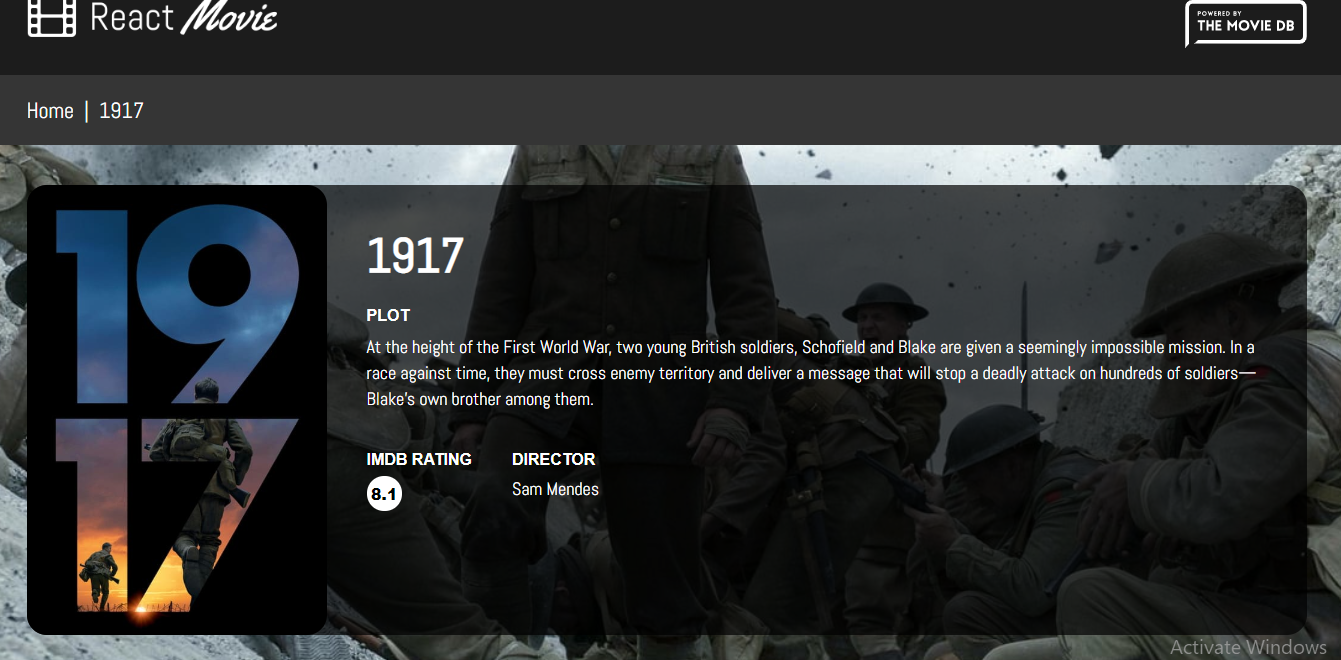 React Movie
POWERED BY
THE MOVIE DB
Home | 1917
19
17
1917
PLOT
At the height of the First World War, two young British soldiers, Schofield and Blake are given a seemingly impossible mission. In a
race against time, they must cross enemy territory and deliver a message that will stop a deadly attack on hundreds of soldiers—
Blake's own brother among them.
IMDB RATING
DIRECTOR
8.1
Sam Mendes
Activate Windows